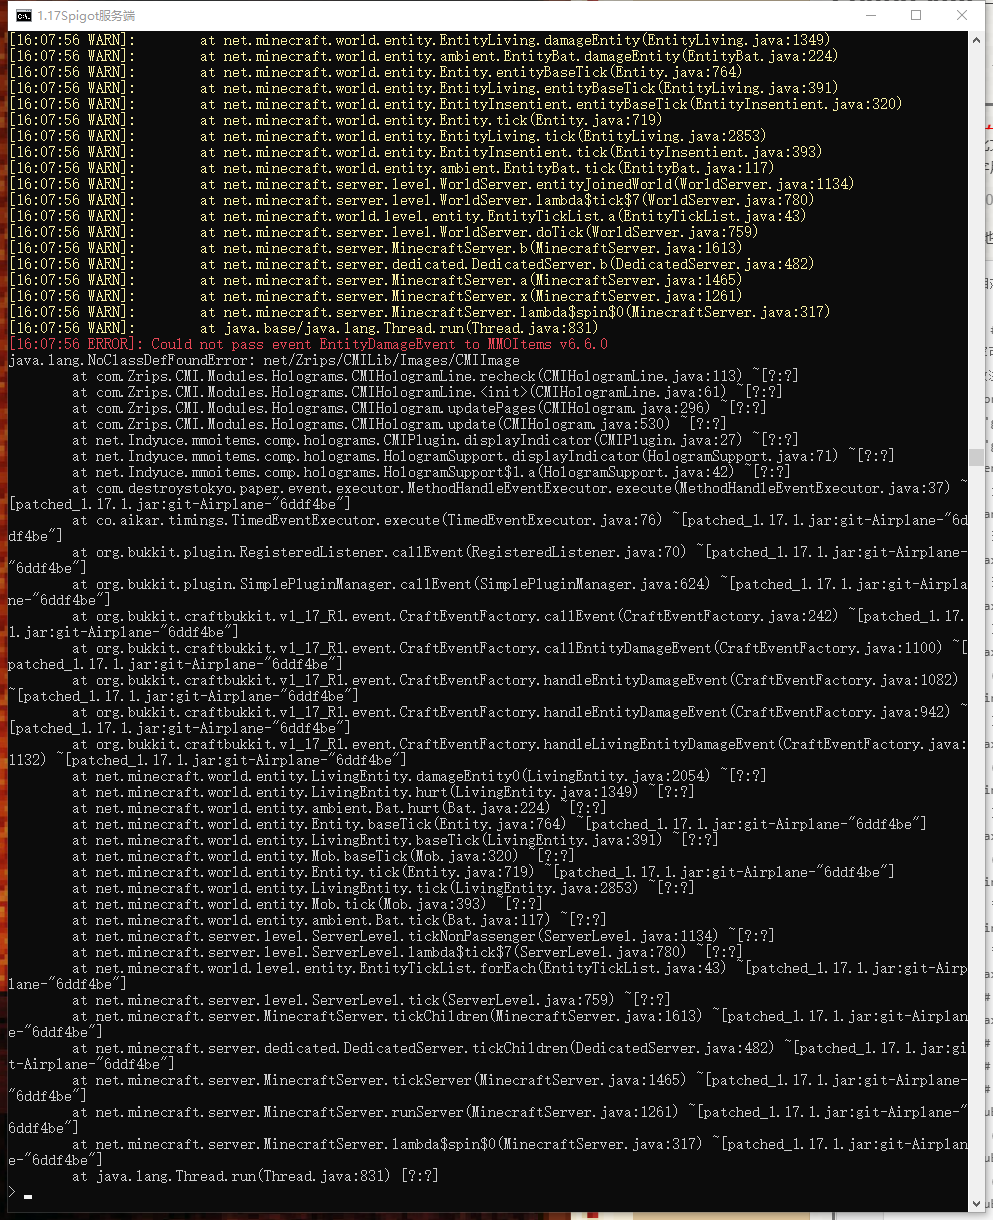 1.17Spigot服务端
[16:07:56 WARN]:        at net.minecraft.world.entity.EntityLiving.damageEntity(EntityLiving.java:1349)
[16:07:56 WARN]:        at net.minecraft.world.entity.ambient.EntityBat.damageEntity(EntityBat.java:224)
[16:07:56 WARN]:        at net.minecraft.world.entity.Entity.entityBaseTick(Entity.java:764)
[16:07:56 WARN]:        at net.minecraft.world.entity.EntityLiving.entityBaseTick(EntityLiving.java:391)
[16:07:56 WARN]:        at net.minecraft.world.entity.EntityInsentient.entityBaseTick(EntityInsentient.java:320)
[16:07:56 WARN]:        at net.minecraft.world.entity.Entity.tick(Entity.java:719)
[16:07:56 WARN]:        at net.minecraft.world.entity.EntityLiving.tick(EntityLiving.java:2853)
[16:07:56 WARN]:        at net.minecraft.world.entity.EntityInsentient.tick(EntityInsentient.java:393)
[16:07:56 WARN]:        at net.minecraft.world.entity.ambient.EntityBat.tick(EntityBat.java:117)
[16:07:56 WARN]:        at net.minecraft.server.level.WorldServer.entityJoinedWorld(WorldServer.java:1134)
[16:07:56 WARN]:        at net.minecraft.server.level.WorldServer.lambda$tick$7(WorldServer.java:780)
[16:07:56 WARN]:        at net.minecraft.world.level.entity.EntityTickList.a(EntityTickList.java:43)
[16:07:56 WARN]:        at net.minecraft.server.level.WorldServer.doTick(WorldServer.java:759)
[16:07:56 WARN]:        at net.minecraft.server.MinecraftServer.b(MinecraftServer.java:1613)
[16:07:56 WARN]:        at net.minecraft.server.dedicated.DedicatedServer.b(DedicatedServer.java:482)
[16:07:56 WARN]:        at net.minecraft.server.MinecraftServer.a(MinecraftServer.java:1465)
[16:07:56 WARN]:        at net.minecraft.server.MinecraftServer.x(MinecraftServer.java:1261)
[16:07:56 WARN]:        at net.minecraft.server.MinecraftServer.lambda$spin$0(MinecraftServer.java:317)
[16:07:56 WARN]:        at java.base/java.lang.Thread.run(Thread.java:831)
[16:07:56 ERROR]: Could not pass event EntityDamageEvent to MMOItems v6.6.0
java.lang.NoClassDefFoundError: net/Zrips/CMILib/Images/CMIImage
        at com.Zrips.CMI.Modules.Holograms.CMIHologramLine.recheck(CMIHologramLine.java:113) ~[?:?]
        at com.Zrips.CMI.Modules.Holograms.CMIHologramLine.<init>(CMIHologramLine.java:61) ~[?:?]
        at com.Zrips.CMI.Modules.Holograms.CMIHologram.updatePages(CMIHologram.java:296) ~[?:?]
        at com.Zrips.CMI.Modules.Holograms.CMIHologram.update(CMIHologram.java:530) ~[?:?]
        at net.Indyuce.mmoitems.comp.holograms.CMIPlugin.displayIndicator(CMIPlugin.java:27) ~[?:?]
        at net.Indyuce.mmoitems.comp.holograms.HologramSupport.displayIndicator(HologramSupport.java:71) ~[?:?]
        at net.Indyuce.mmoitems.comp.holograms.HologramSupport$1.a(HologramSupport.java:42) ~[?:?]
        at com.destroystokyo.paper.event.executor.MethodHandleEventExecutor.execute(MethodHandleEventExecutor.java:37) ~
[patched_1.17.1.jar:git-Airplane-"6ddf4be"]
        at co.aikar.timings.TimedEventExecutor.execute(TimedEventExecutor.java:76) ~[patched_1.17.1.jar:git-Airplane-"6d
df4be"]
        at org.bukkit.plugin.RegisteredListener.callEvent(RegisteredListener.java:70) ~[patched_1.17.1.jar:git-Airplane-
"6ddf4be"]
        at org.bukkit.plugin.SimplePluginManager.callEvent(SimplePluginManager.java:624) ~[patched_1.17.1.jar:git-Airpla
ne-"6ddf4be"]
        at org.bukkit.craftbukkit.v1_17_R1.event.CraftEventFactory.callEvent(CraftEventFactory.java:242) ~[patched_1.17.
1.jar:git-Airplane-"6ddf4be"]
        at org.bukkit.craftbukkit.v1_17_R1.event.CraftEventFactory.callEntityDamageEvent(CraftEventFactory.java:1100) ~[
patched_1.17.1.jar:git-Airplane-"6ddf4be"]
        at org.bukkit.craftbukkit.v1_17_R1.event.CraftEventFactory.handleEntityDamageEvent(CraftEventFactory.java:1082)
~[patched_1.17.1.jar:git-Airplane-"6ddf4be"]
        at org.bukkit.craftbukkit.v1_17_R1.event.CraftEventFactory.handleEntityDamageEvent(CraftEventFactory.java:942) ~
[patched_1.17.1.jar:git-Airplane-"6ddf4be"]
        at org.bukkit.craftbukkit.v1_17_R1.event.CraftEventFactory.handleLivingEntityDamageEvent(CraftEventFactory.java:
1132) ~[patched_1.17.1.jar:git-Airplane-"6ddf4be"]
        at net.minecraft.world.entity.LivingEntity.damageEntity0(LivingEntity.java:2054) ~[?:?]
        at net.minecraft.world.entity.LivingEntity.hurt(LivingEntity.java:1349) ~[?:?]
        at net.minecraft.world.entity.ambient.Bat.hurt(Bat.java:224) ~[?:?]
        at net.minecraft.world.entity.Entity.baseTick(Entity.java:764) ~[patched_1.17.1.jar:git-Airplane-"6ddf4be"]
        at net.minecraft.world.entity.LivingEntity.baseTick(LivingEntity.java:391) ~[?:?]
        at net.minecraft.world.entity.Mob.baseTick(Mob.java:320) ~[?:?]
        at net.minecraft.world.entity.Entity.tick(Entity.java:719) ~[patched_1.17.1.jar:git-Airplane-"6ddf4be"]
        at net.minecraft.world.entity.LivingEntity.tick(LivingEntity.java:2853) ~[?:?]
        at net.minecraft.world.entity.Mob.tick(Mob.java:393) ~[?:?]
        at net.minecraft.world.entity.ambient.Bat.tick(Bat.java:117) ~[?:?]
        at net.minecraft.server.level.ServerLevel.tickNonPassenger(ServerLevel.java:1134) ~[?:?]
        at net.minecraft.server.level.ServerLevel.lambda$tick$7(ServerLevel.java:780) ~[?:?]
        at net.minecraft.world.level.entity.EntityTickList.forEach(EntityTickList.java:43) ~[patched_1.17.1.jar:git-Airp
lane-"6ddf4be"]
        at net.minecraft.server.level.ServerLevel.tick(ServerLevel.java:759) ~[?:?]
        at net.minecraft.server.MinecraftServer.tickChildren(MinecraftServer.java:1613) ~[patched_1.17.1.jar:git-Airplan
e-"6ddf4be"]
        at net.minecraft.server.dedicated.DedicatedServer.tickChildren(DedicatedServer.java:482) ~[patched_1.17.1.jar:gi
t-Airplane-"6ddf4be"]
        at net.minecraft.server.MinecraftServer.tickServer(MinecraftServer.java:1465) ~[patched_1.17.1.jar:git-Airplane-
"6ddf4be"]
        at net.minecraft.server.MinecraftServer.runServer(MinecraftServer.java:1261) ~[patched_1.17.1.jar:git-Airplane-"
6ddf4be"]
        at net.minecraft.server.MinecraftServer.lambda$spin$0(MinecraftServer.java:317) ~[patched_1.17.1.jar:git-Airplan
e-"6ddf4be"]
        at java.lang.Thread.run(Thread.java:831) [?:?]
>